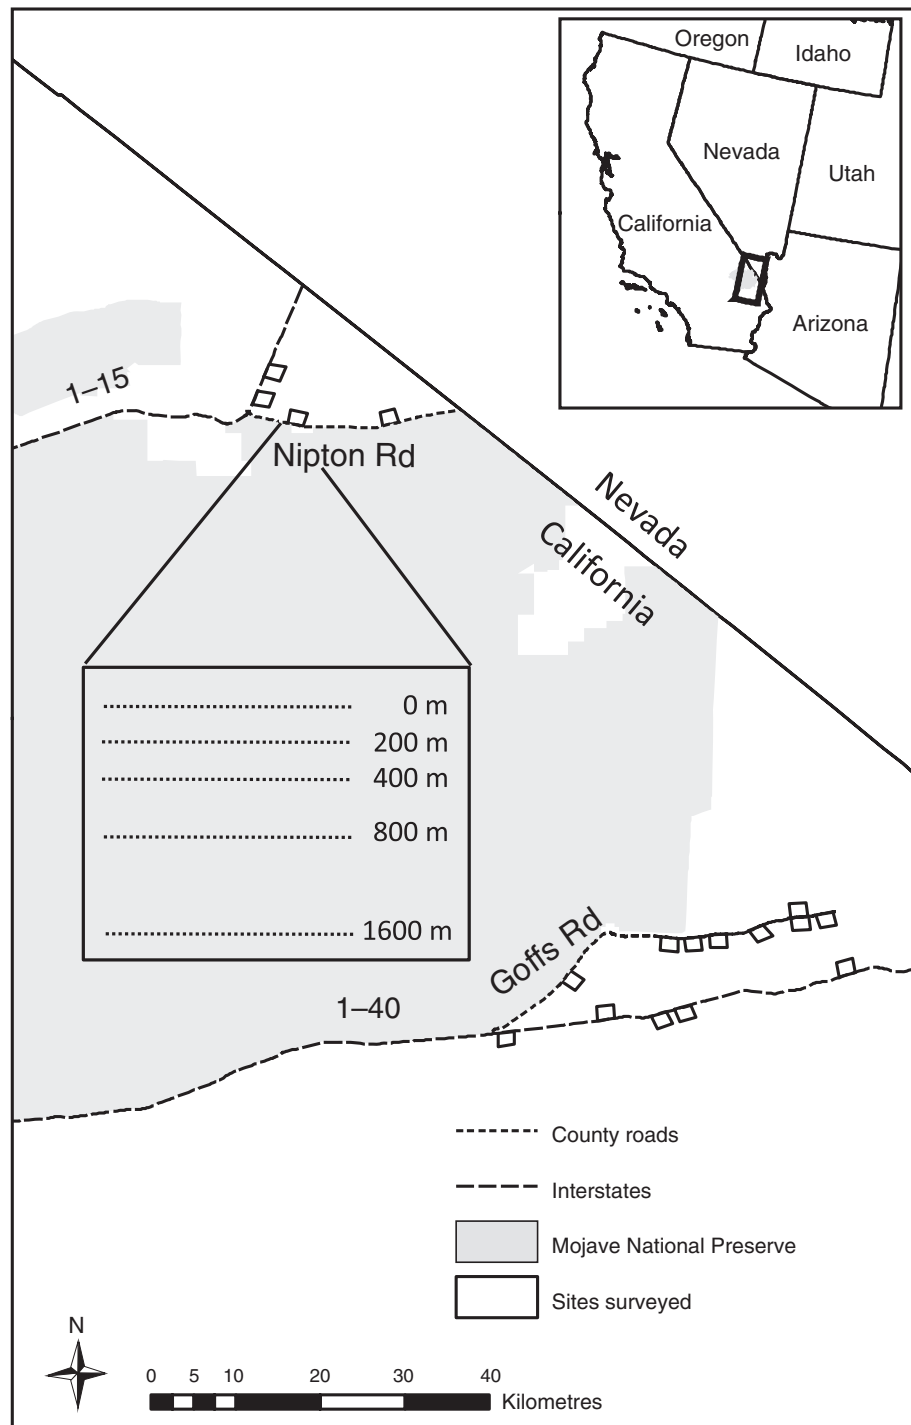 Oregon
Idaho
Nevada
Utah
California
Arizona
1–15
Nipton Rd
Nevada
California
0 m
200 m
400 m
800 m
1600 m
Goffs Rd
1–40
County roads
Interstates
Mojave National Preserve
Sites surveyed
N
0 5 10 20 30 40
Kilometres